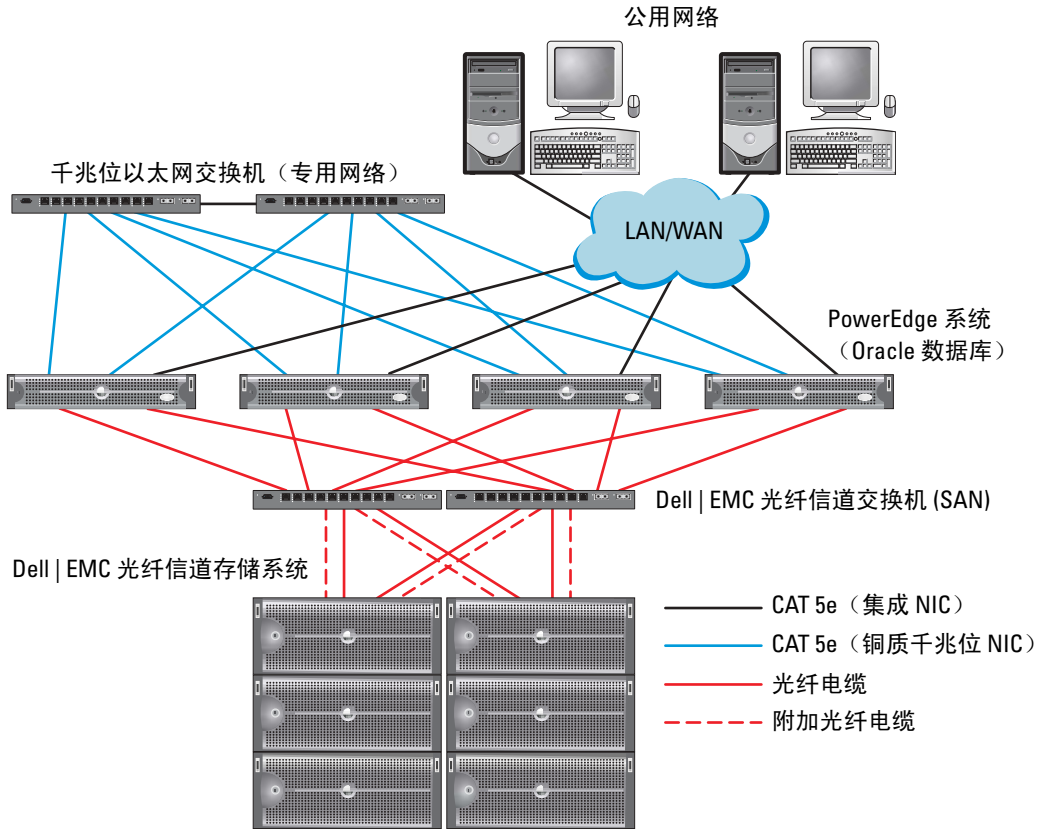 公用网络
千兆位以太网交换机（专用网络）
LAN/WAN
PowerEdge 系统
（Oracle 数据库）
Dell | EMC 光纤信道交换机 (SAN)
Dell | EMC 光纤信道存储系统
CAT 5e（集成 NIC）
CAT 5e（铜质千兆位 NIC）
光纤电缆
附加光纤电缆